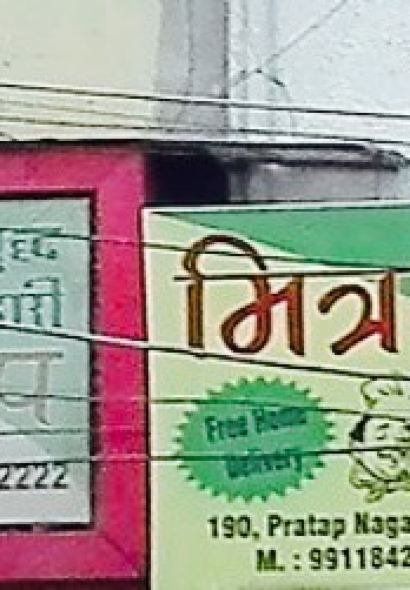 मित्र
Free Home
Delivery
190, Pratap Naga
M. : 9911842
2222